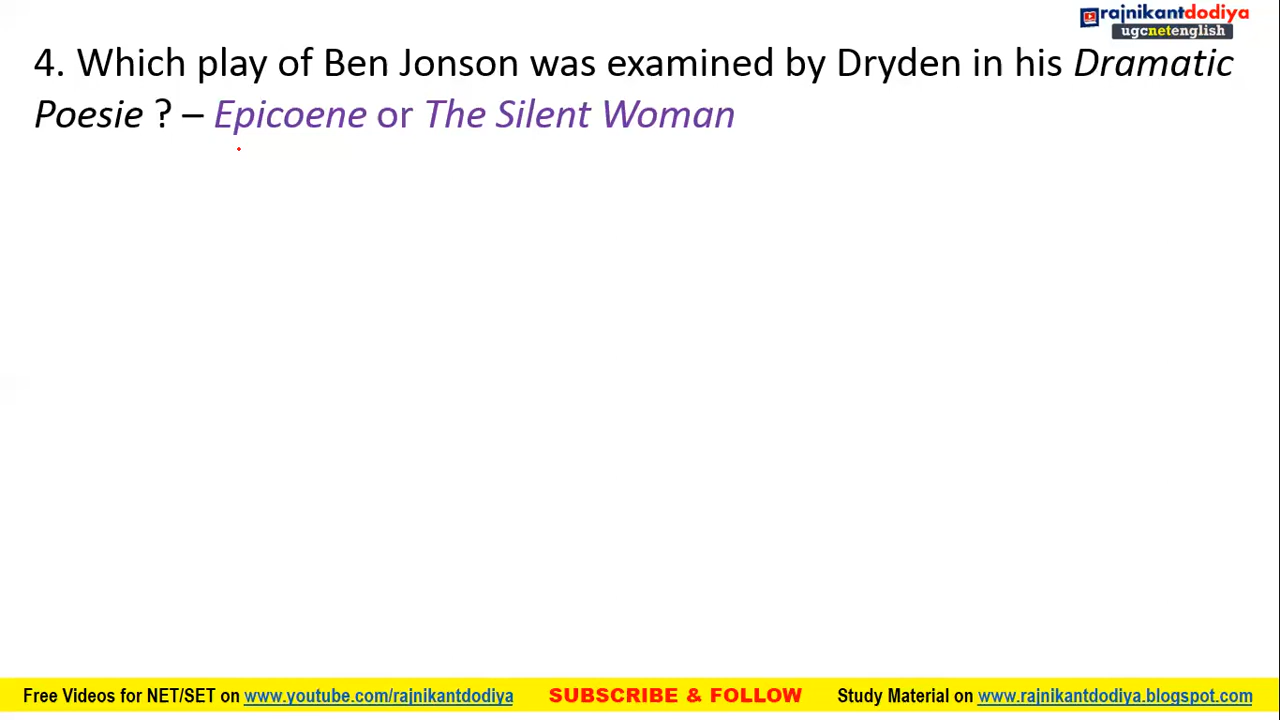 rajnikantdodiya
ugcnetenglish
4. Which play of Ben Jonson was examined by Dryden in his Dramatic
Poesie ? – Epicoene or The Silent Woman
Free Videos for NET/SET on www.youtube.com/rajnikantdodiya SUBSCRIBE & FOLLOW Study Material on www.rajnikantdodiya.blogspot.com